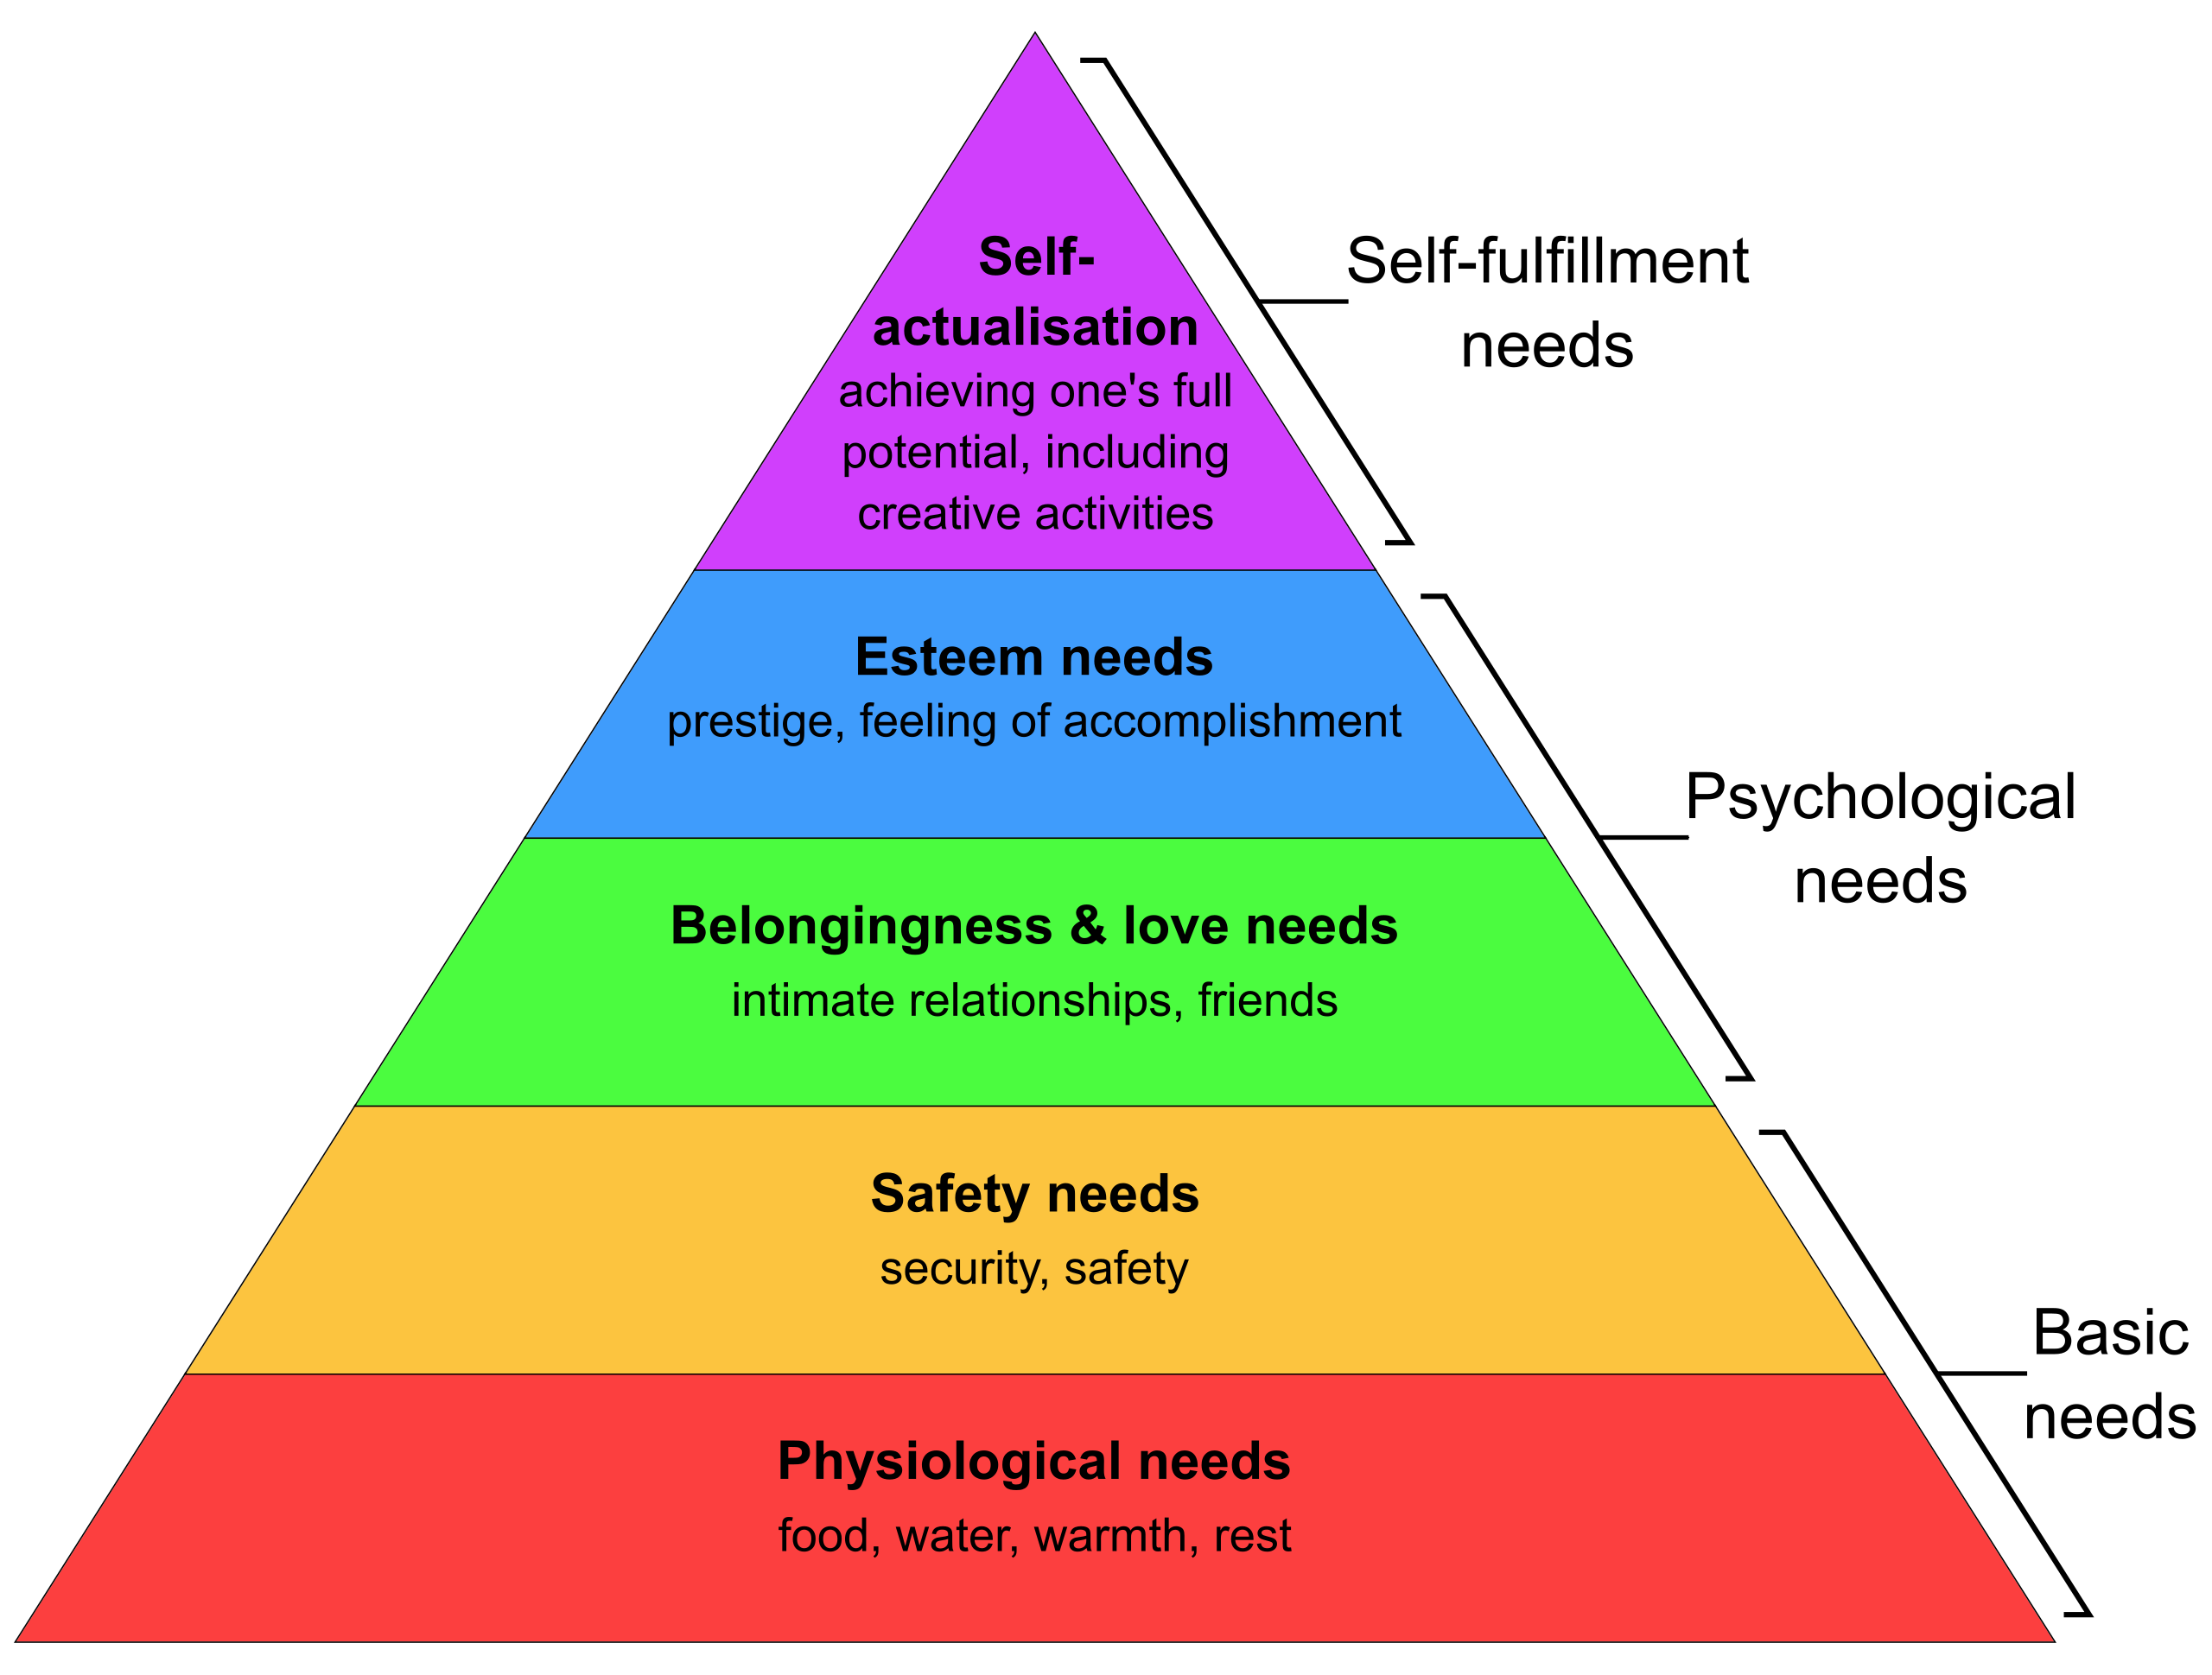 Self-
actualisation
achieving one's full
potential, including
creative activities
Self-fulfillment
needs
Esteem needs
prestige, feeling of accomplishment
Psychological
needs
Belongingness & love needs
intimate relationships, friends
Safety needs
security, safety
Basic
needs
Physiological needs
food, water, warmth, rest